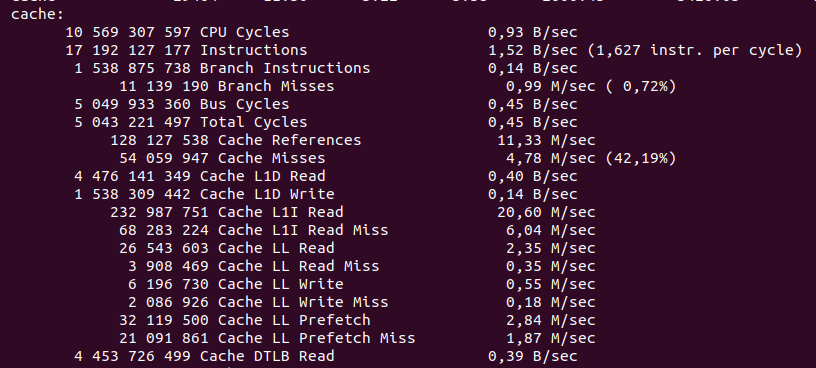 cache:
10 569 307 597 CPU Cycles 0,93 B/sec
17 192 127 177 Instructions 1,52 B/sec (1,627 instr. per cycle)
1 538 875 738 Branch Instructions 0,14 B/sec
11 139 190 Branch Misses 0,99 M/sec ( 0,72%)
5 049 933 360 Bus Cycles 0,45 B/sec
5 043 221 497 Total Cycles 0,45 B/sec
128 127 538 Cache References 11,33 M/sec
54 059 947 Cache Misses 4,78 M/sec (42,19%)
4 476 141 349 Cache L1D Read 0,40 B/sec
1 538 309 442 Cache L1D Write 0,14 B/sec
232 987 751 Cache L1I Read 20,60 M/sec
68 283 224 Cache L1I Read Miss 6,04 M/sec
26 543 603 Cache LL Read 2,35 M/sec
3 908 469 Cache LL Read Miss 0,35 M/sec
6 196 730 Cache LL Write 0,55 M/sec
2 086 926 Cache LL Write Miss 0,18 M/sec
32 119 500 Cache LL Prefetch 2,84 M/sec
21 091 861 Cache LL Prefetch Miss 1,87 M/sec
4 453 726 499 Cache DTLB Read 0,39 B/sec